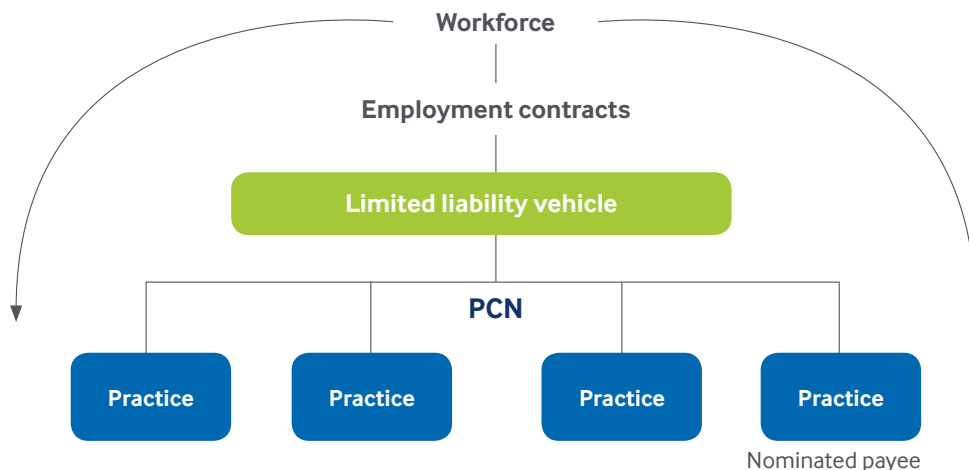 Workforce
Employment contracts
Limited liability vehicle
PCN
Practice Practice Practice Practice
Nominated payee